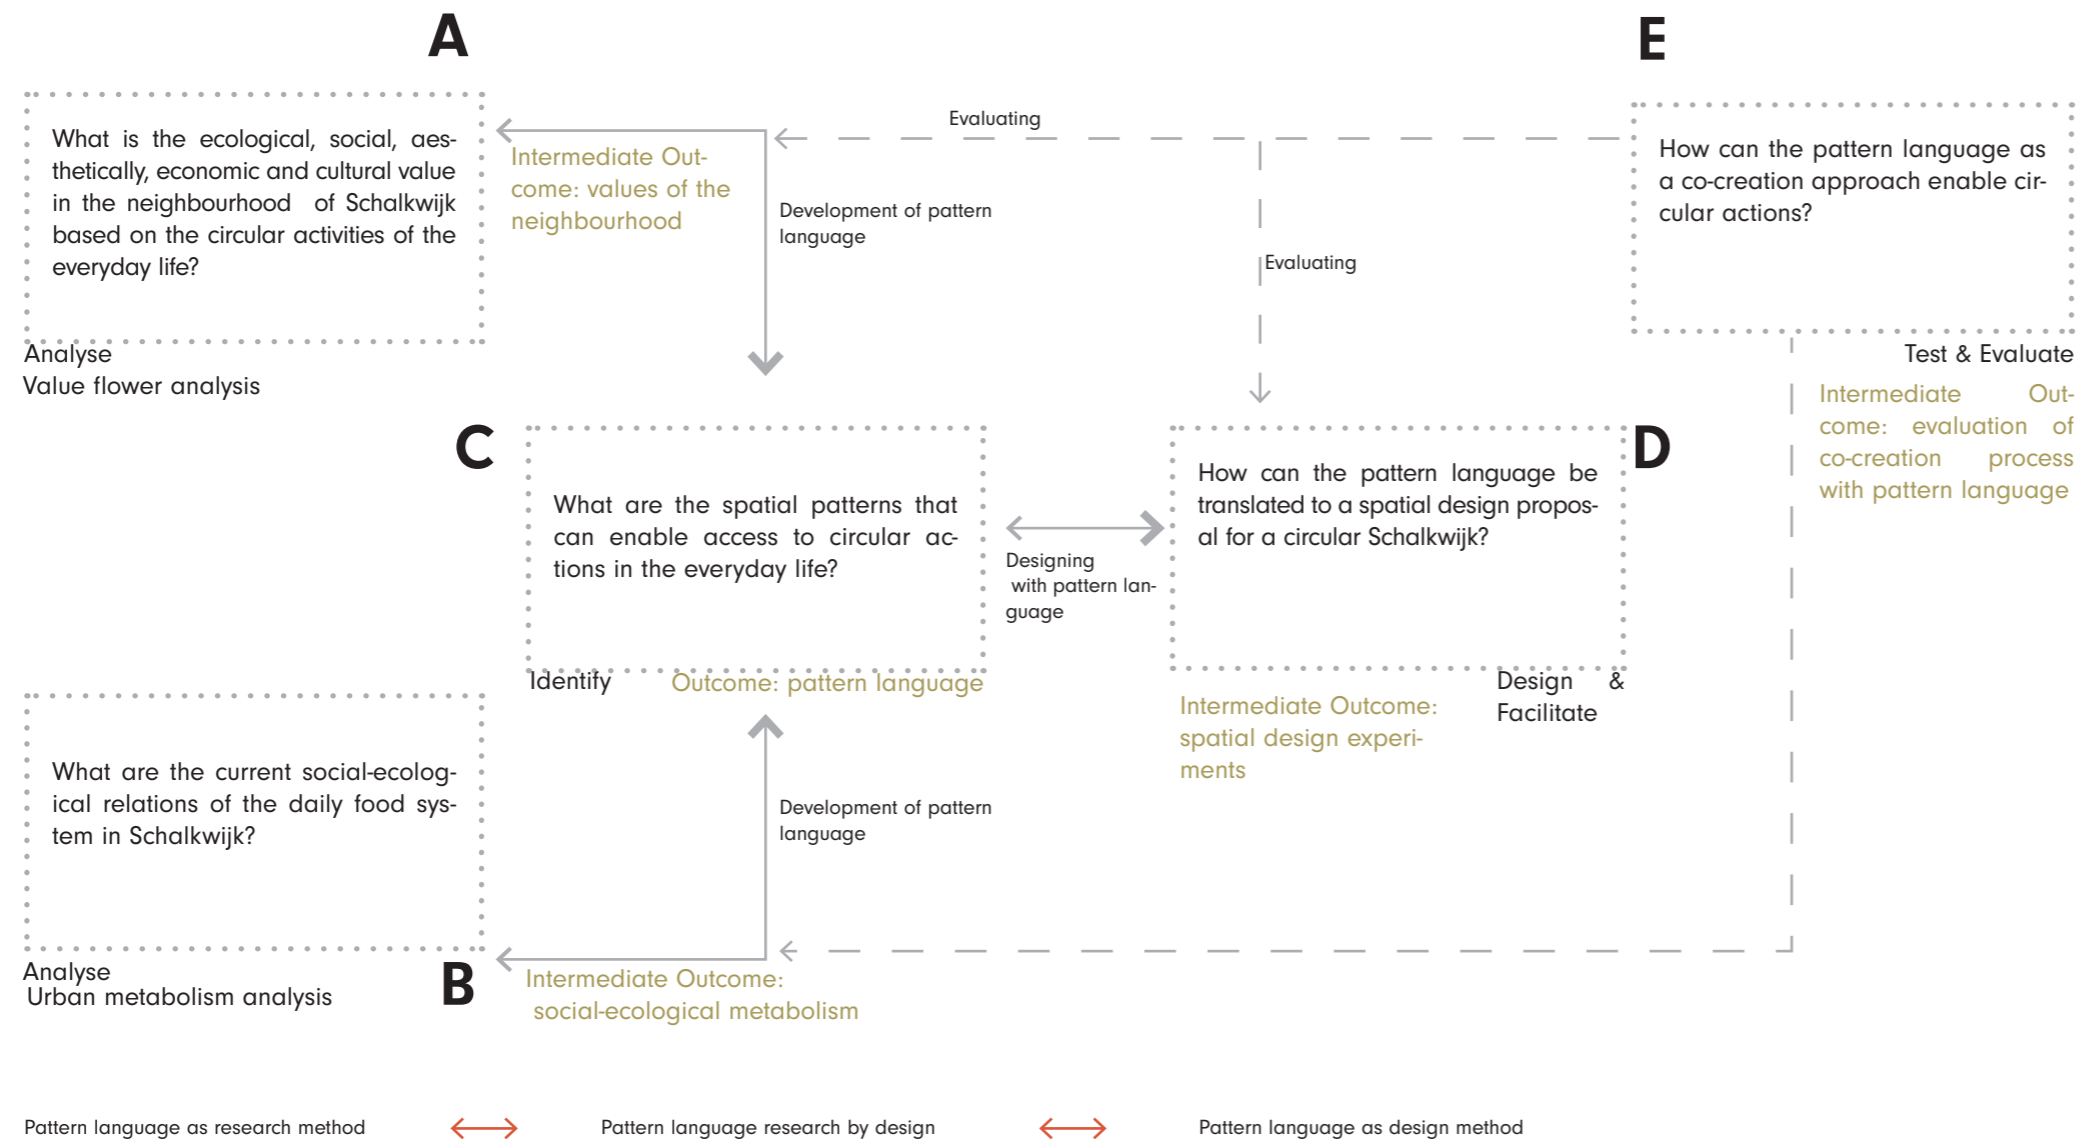 A
What is the ecological, social, aes-
thetically, economic and cultural value
in the neighbourhood of Schalkwijk
based on the circular activities of the
everyday life?
Analyse
Value flower analysis
Intermediate Out-
come: values of the
neighbourhood
Development of pattern
language
Evaluating
Evaluating
E
How can the pattern language as
a co-creation approach enable cir-
cular actions?
Test & Evaluate
Intermediate Out-
come: evaluation of
co-creation process
with pattern language
C
What are the spatial patterns that
can enable access to circular ac-
tions in the everyday life?
Identify
Outcome: pattern language
Designing
with pattern lan-
guage
D
How can the pattern language be
translated to a spatial design propos-
al for a circular Schalkwijk?
Intermediate Outcome:
spatial design experi-
ments
Design &
Facilitate
What are the current social-ecolog-
ical relations of the daily food sys-
tem in Schalkwijk?
Analyse
Urban metabolism analysis
B
Development of pattern
language
Intermediate Outcome:
social-ecological metabolism
Pattern language as research method
Pattern language research by design
Pattern language as design method